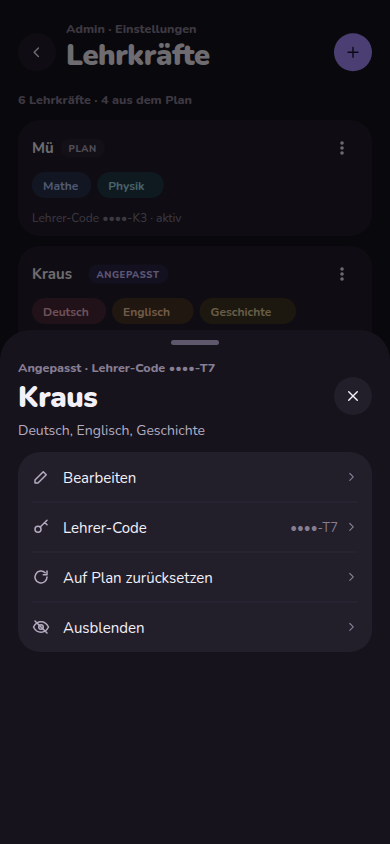 Admin · Einstellungen
Lehrkräfte
6 Lehrkräfte · 4 aus dem Plan
Mü PLAN
Mathe Physik
Lehrer-Code ••••-K3 · aktiv
Kraus ANGEPASST
Deutsch Englisch Geschichte
Angepasst · Lehrer-Code ••••-T7
Kraus
Deutsch, Englisch, Geschichte
Bearbeiten
Lehrer-Code ••••-T7
Auf Plan zurücksetzen
Ausblenden